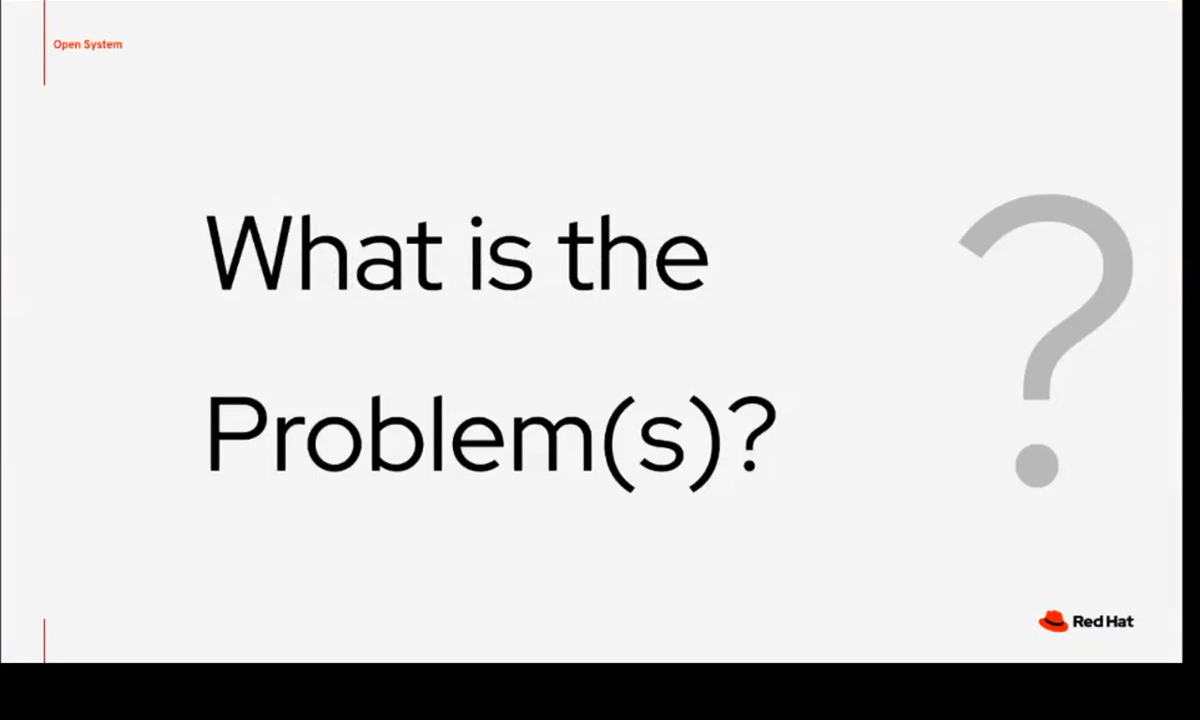 Open System
What is the
Problem(s)?
?
Red Hat